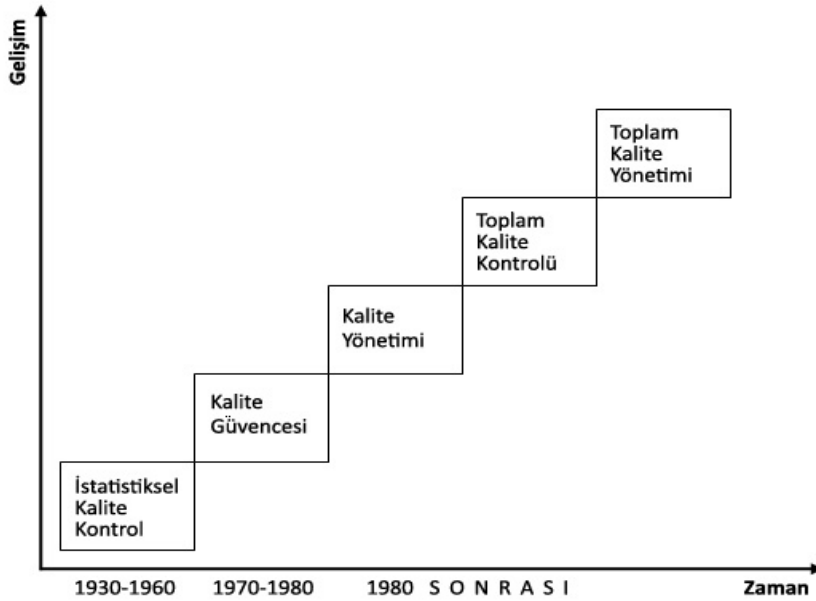 Gelişim
Toplam
Kalite
Yönetimi
Toplam
Kalite
Kontrolü
Kalite
Yönetimi
Kalite
Güvencesi
İstatistiksel
Kalite
Kontrol
1930-1960 1970-1980 1980 S O N R A S I Zaman